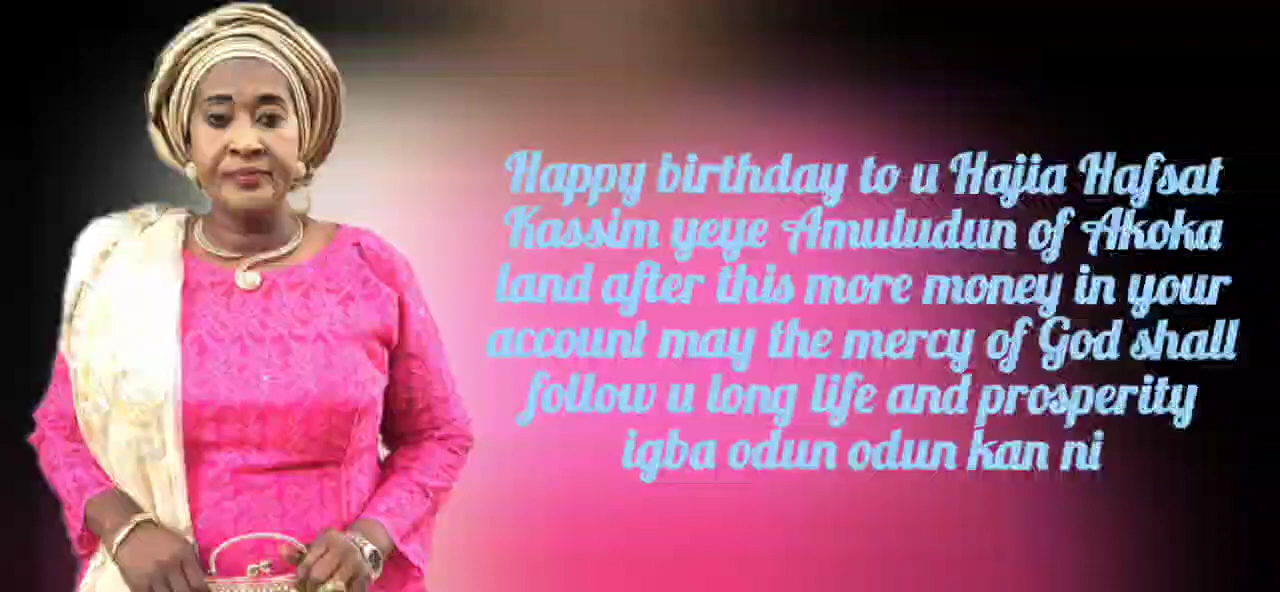 Happy birthday to u Hajia Hafsat
Kassim yeye Amuludun of Akoka
land after this more money in your
account may the mercy of God shall
follow u long life and prosperity
igba odun odun kan ni